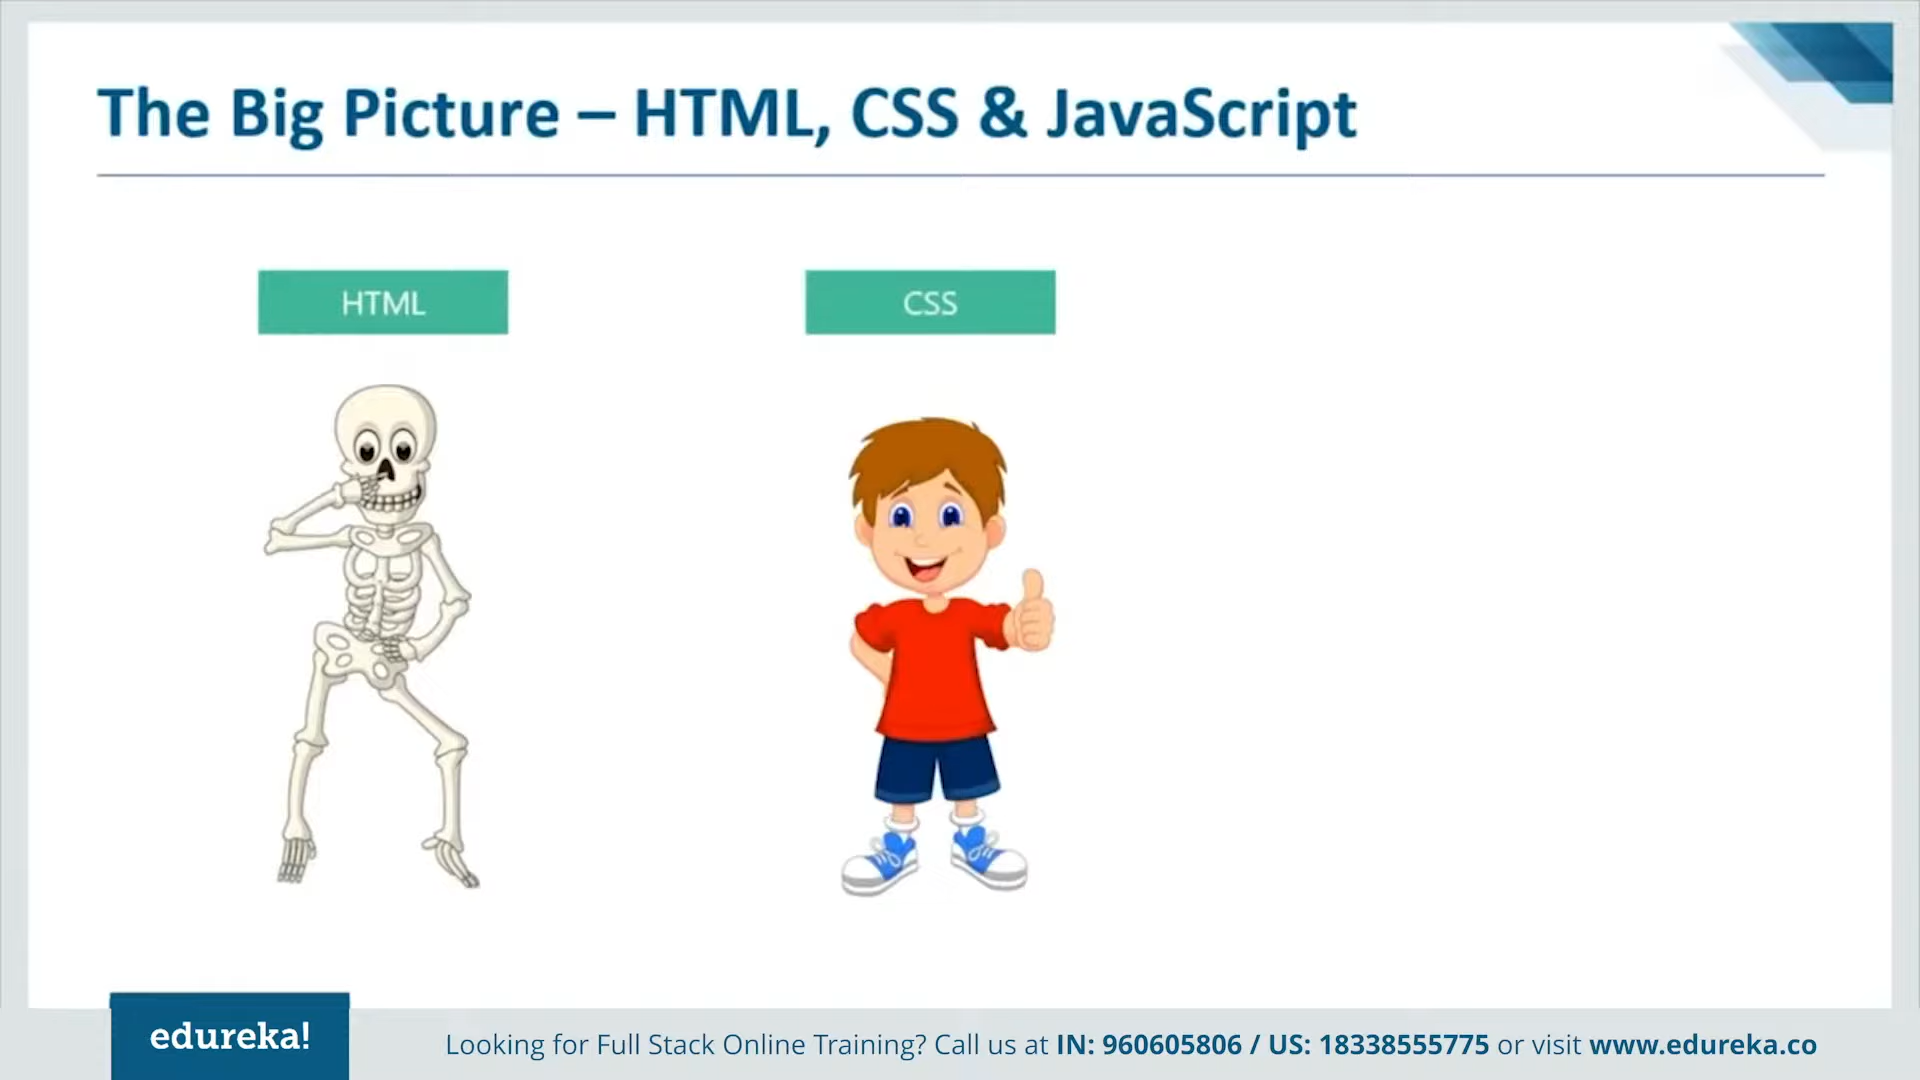 The Big Picture – HTML, CSS & JavaScript
HTML
CSS
edureka!
Looking for Full Stack Online Training? Call us at IN: 960605806 / US: 18338555775 or visit www.edureka.co